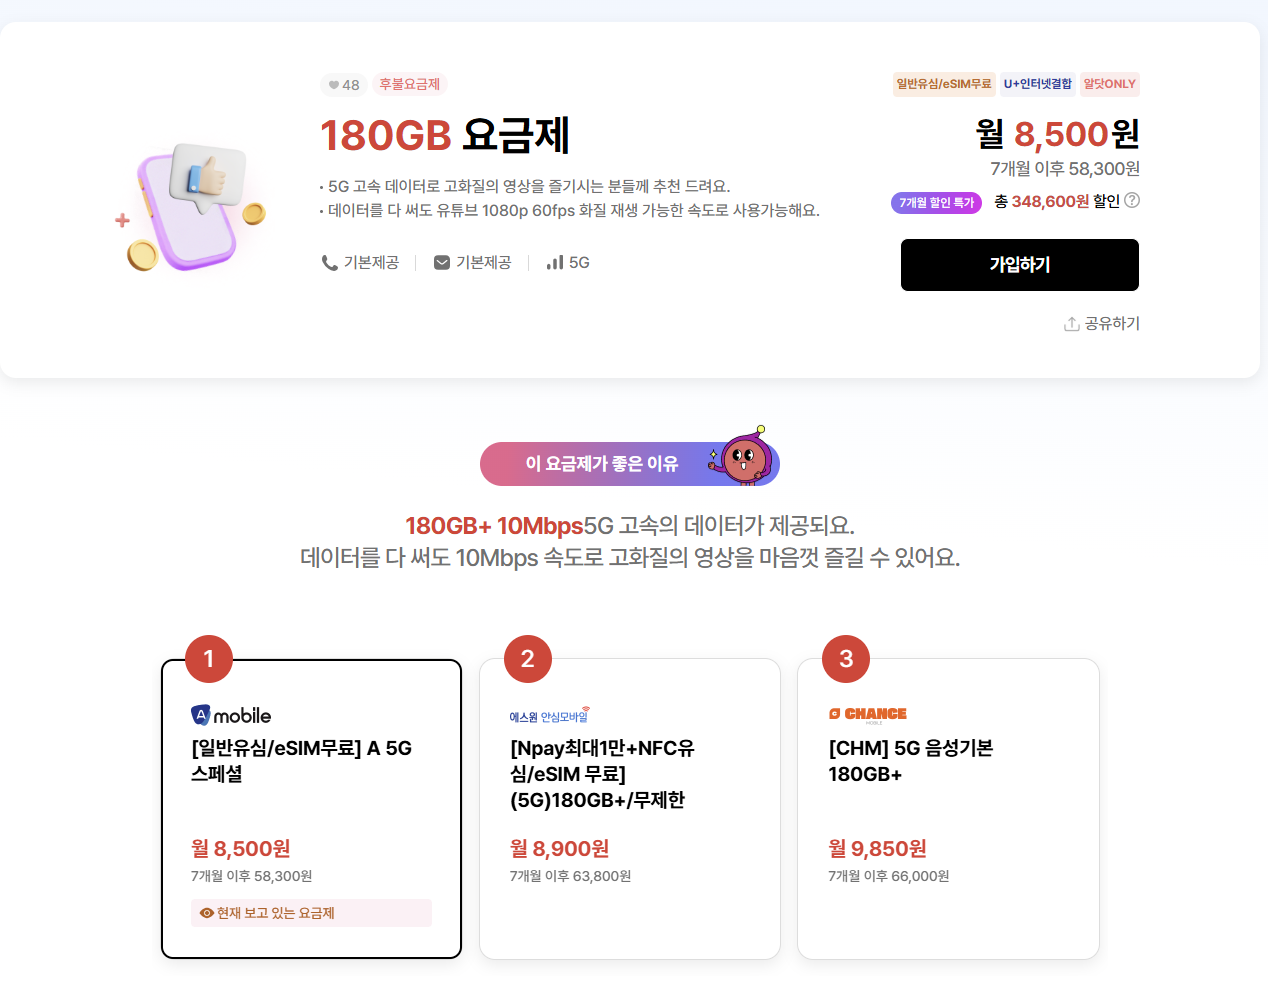 48 후불요금제
180GB 요금제
· 5G 고속 데이터로 고화질의 영상을 즐기시는 분들께 추천 드려요.
· 데이터를 다 써도 유튜브 1080p 60fps 화질 재생 가능한 속도로 사용가능해요.
기본제공 기본제공 5G
일반유심/eSIM무료 U+인터넷결합 알닷ONLY
월 8,500원
7개월 이후 58,300원
7개월 할인 특가 총 348,600원 할인 ?
가입하기
공유하기
이 요금제가 좋은 이유
180GB+ 10Mbps5G 고속의 데이터가 제공되요.
데이터를 다 써도 10Mbps 속도로 고화질의 영상을 마음껏 즐길 수 있어요.
1
A mobile
[일반유심/eSIM무료] A 5G
스페셜
월 8,500원
7개월 이후 58,300원
현재 보고 있는 요금제
2
에스원 안심모바일
[Npay최대1만+NFC유
심/eSIM 무료]
(5G)180GB+/무제한
월 8,900원
7개월 이후 63,800원
3
CHANCE
MOBILE
[CHM] 5G 음성기본
180GB+
월 9,850원
7개월 이후 66,000원